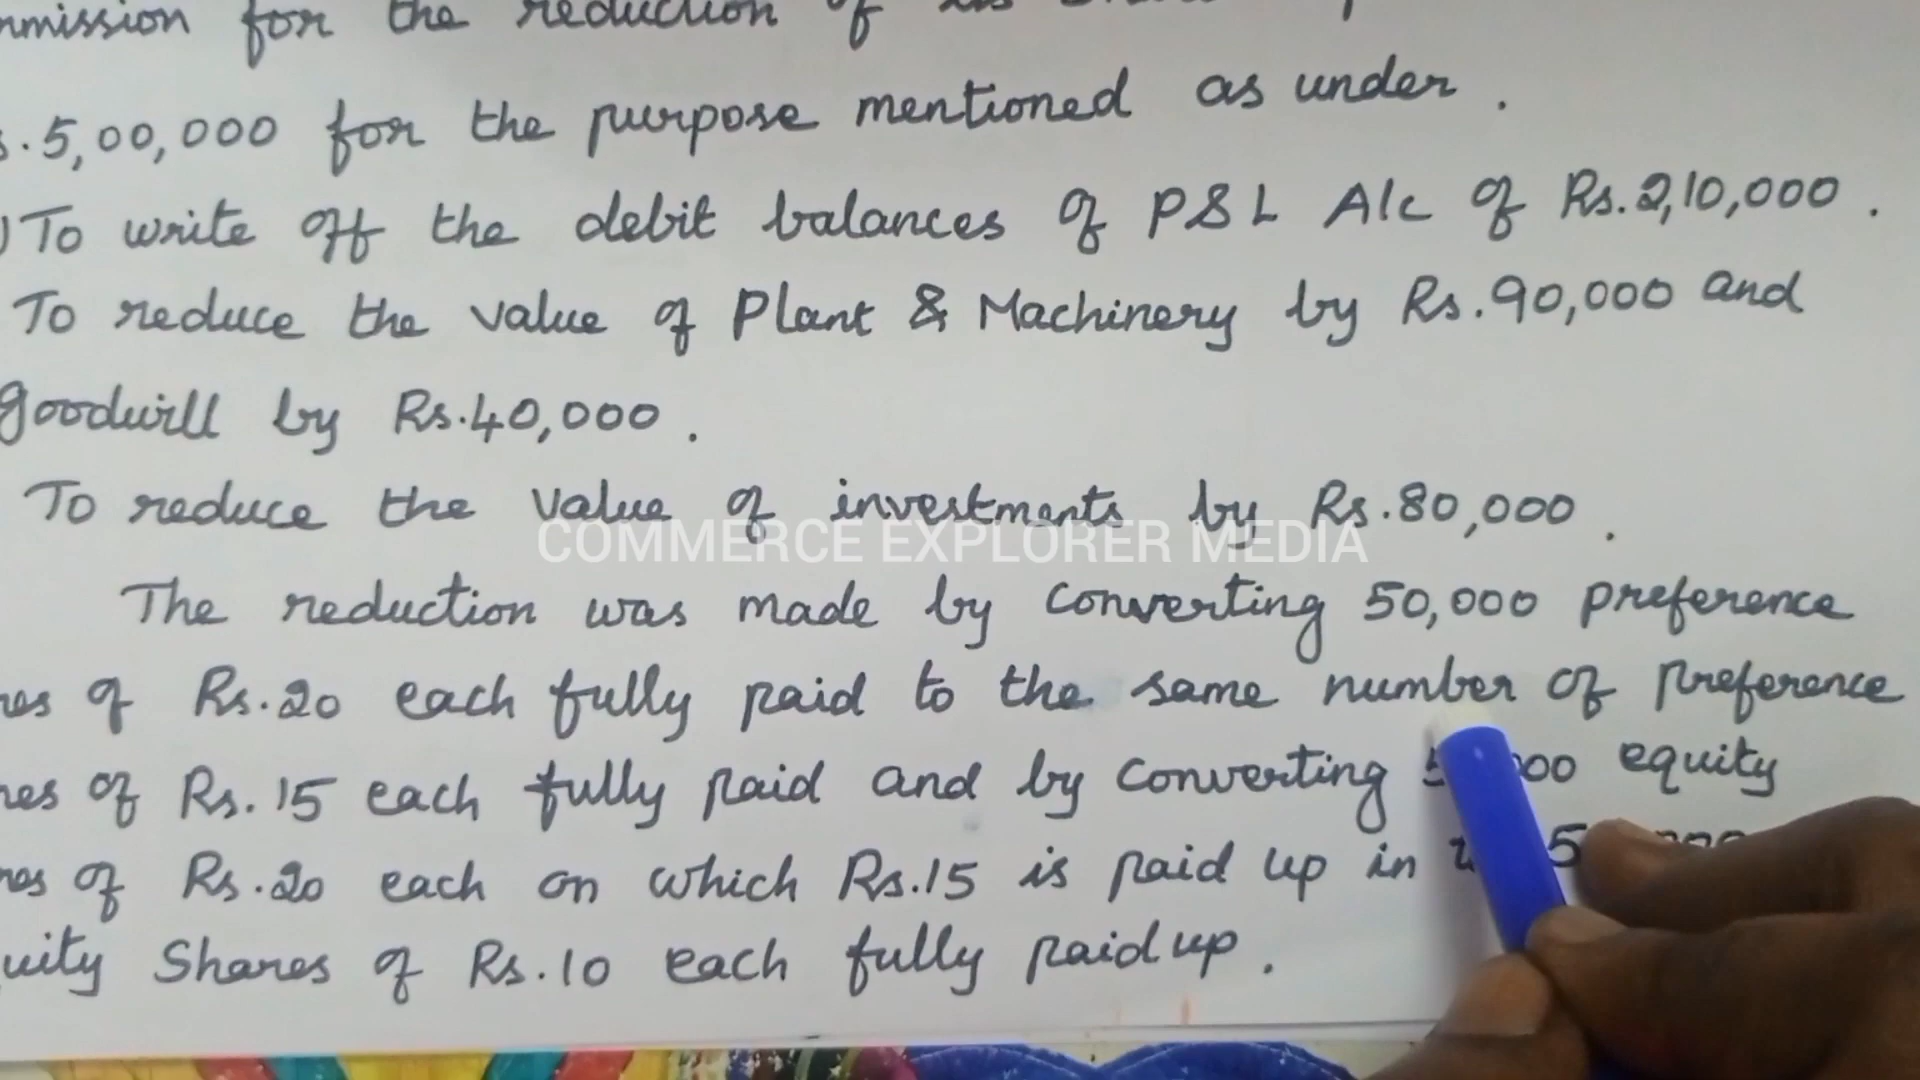 mmission for the reduction of its
s.5,00,000 for the purpose mentioned as under.
) To write off the debit balances of P&L A/c of Rs.2,10,000.
To reduce the value of Plant & Machinery by Rs.90,000 and
goodwill by Rs.40,000.
To reduce the value of investments by Rs.80,000.
COMMERCE EXPLORER MEDIA
The reduction was made by converting 50,000 preference
res of Rs.20 each fully paid to the same number of preference
res of Rs.15 each fully paid and by converting equity
res of Rs.20 each on which Rs.15 is paid up in
uity Shares of Rs.10 each fully paid up.